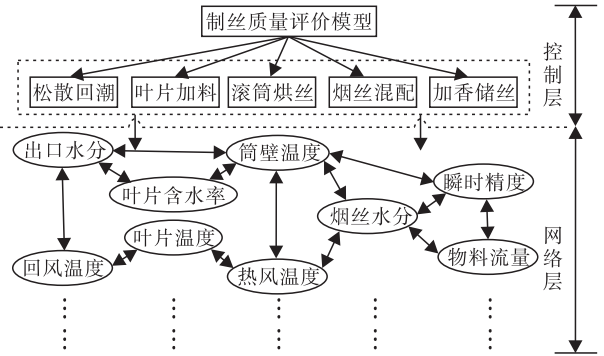 制丝质量评价模型
松散回潮
叶片加料
滚筒烘丝
烟丝混配
加香储丝
控制层
出口水分
筒壁温度
叶片含水率
瞬时精度
烟丝水分
叶片温度
回风温度
热风温度
物料流量
网络层